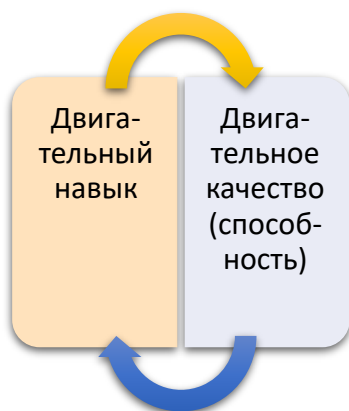 Двига-
тельный
навык
Двига-
тельное
качество
(способ-
ность)